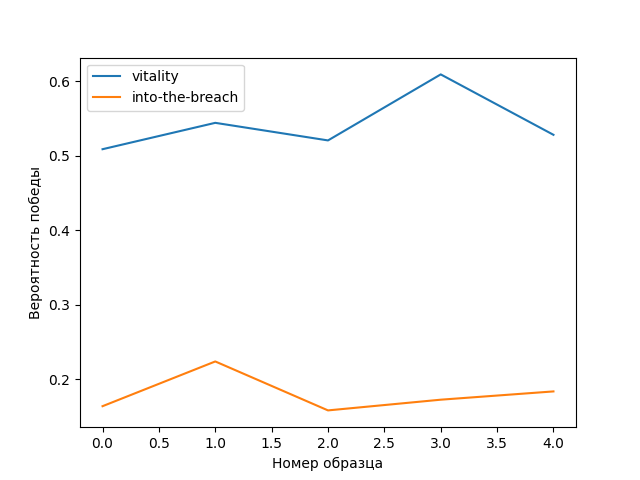 vitality
into-the-breach
0.6
0.5
0.4
0.3
0.2
Вероятность победы
0.0 0.5 1.0 1.5 2.0 2.5 3.0 3.5 4.0
Номер образца